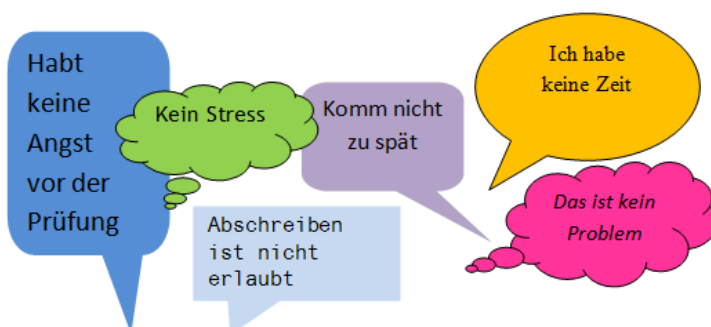 Habt
keine
Angst
vor der
Prüfung
Kein Stress
Komm nicht
zu spät
Ich habe
keine Zeit
Abschreiben
ist nicht
erlaubt
Das ist kein
Problem